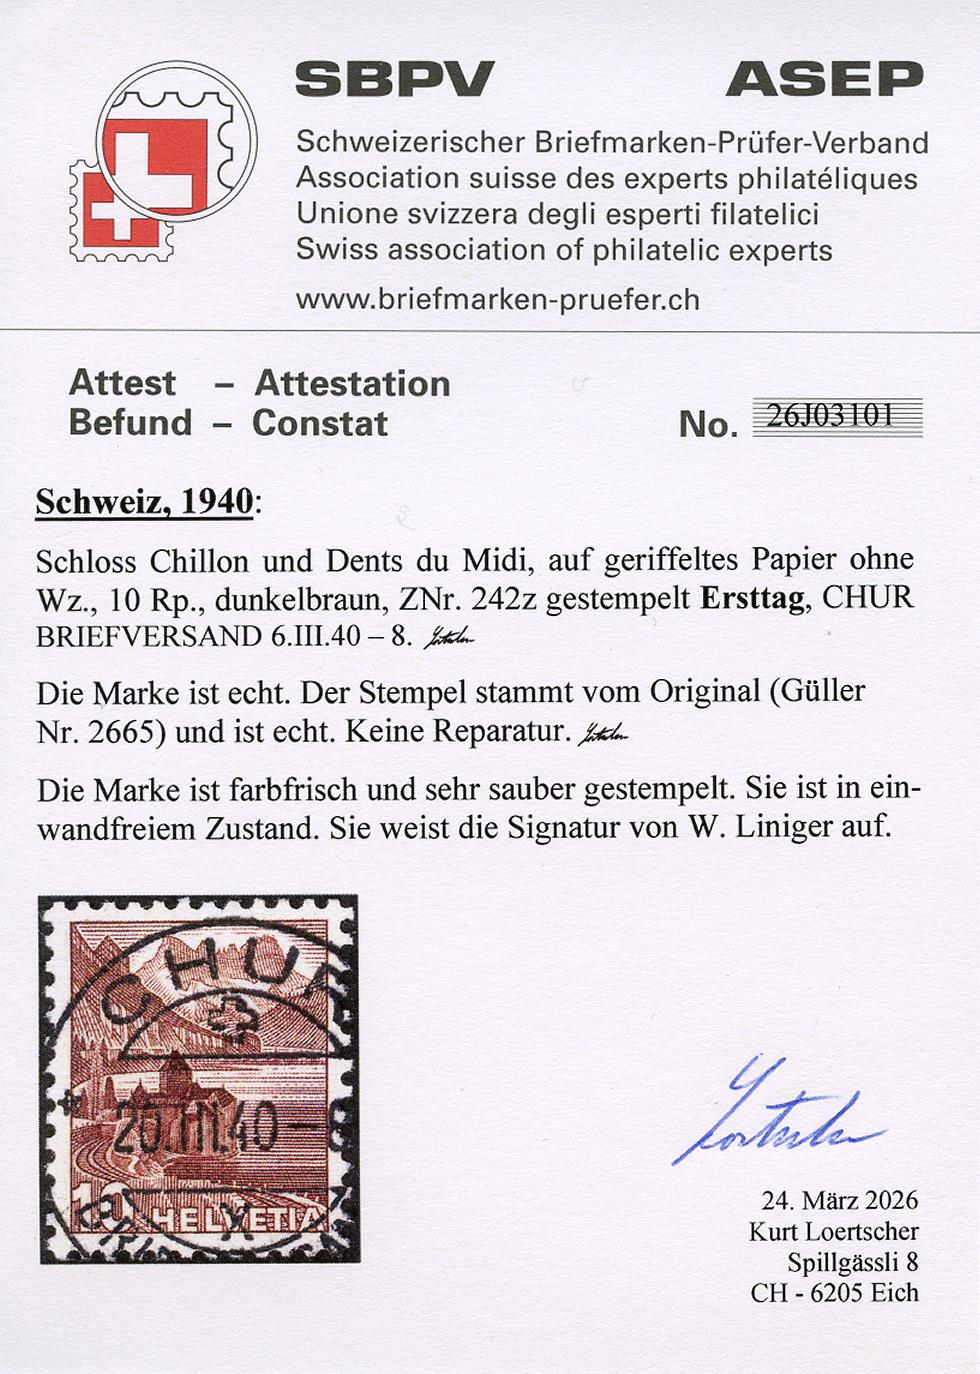 SBPV ASEP
Schweizerischer Briefmarken-Prüfer-Verband
Association suisse des experts philatéliques
Unione svizzera degli esperti filatelici
Swiss association of philatelic experts
www.briefmarken-pruefer.ch
Attest – Attestation
Befund – Constat
No. 26J03101
Schweiz, 1940:
Schloss Chillon und Dents du Midi, auf geriffeltes Papier ohne
Wz., 10 Rp., dunkelbraun, ZNr. 242z gestempelt Ersttag, CHUR
BRIEFVERSAND 6.III.40 – 8.
Die Marke ist echt. Der Stempel stammt vom Original (Güller
Nr. 2665) und ist echt. Keine Reparatur.
Die Marke ist farbfrisch und sehr sauber gestempelt. Sie ist in ein-
wandfreiem Zustand. Sie weist die Signatur von W. Liniger auf.
CHUR
20.III.40–8
10 HELVETIA
X
24. März 2026
Kurt Loertscher
Spillgässli 8
CH - 6205 Eich